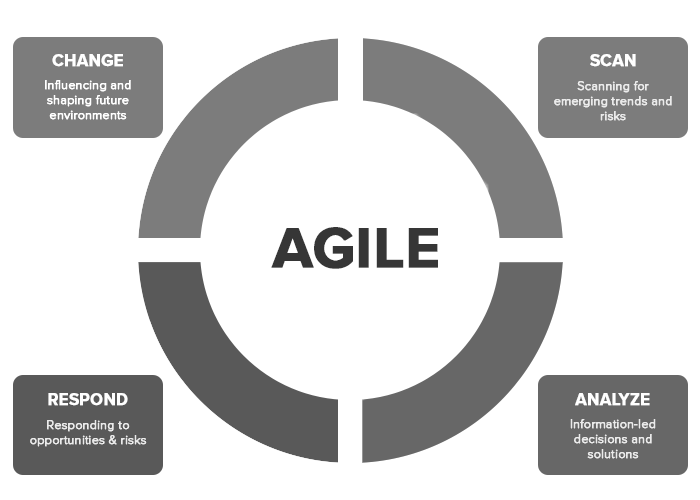 CHANGE
Influencing and
shaping future
environments
SCAN
Scanning for
emerging trends and
risks
AGILE
RESPOND
Responding to
opportunities & risks
ANALYZE
Information-led
decisions and
solutions